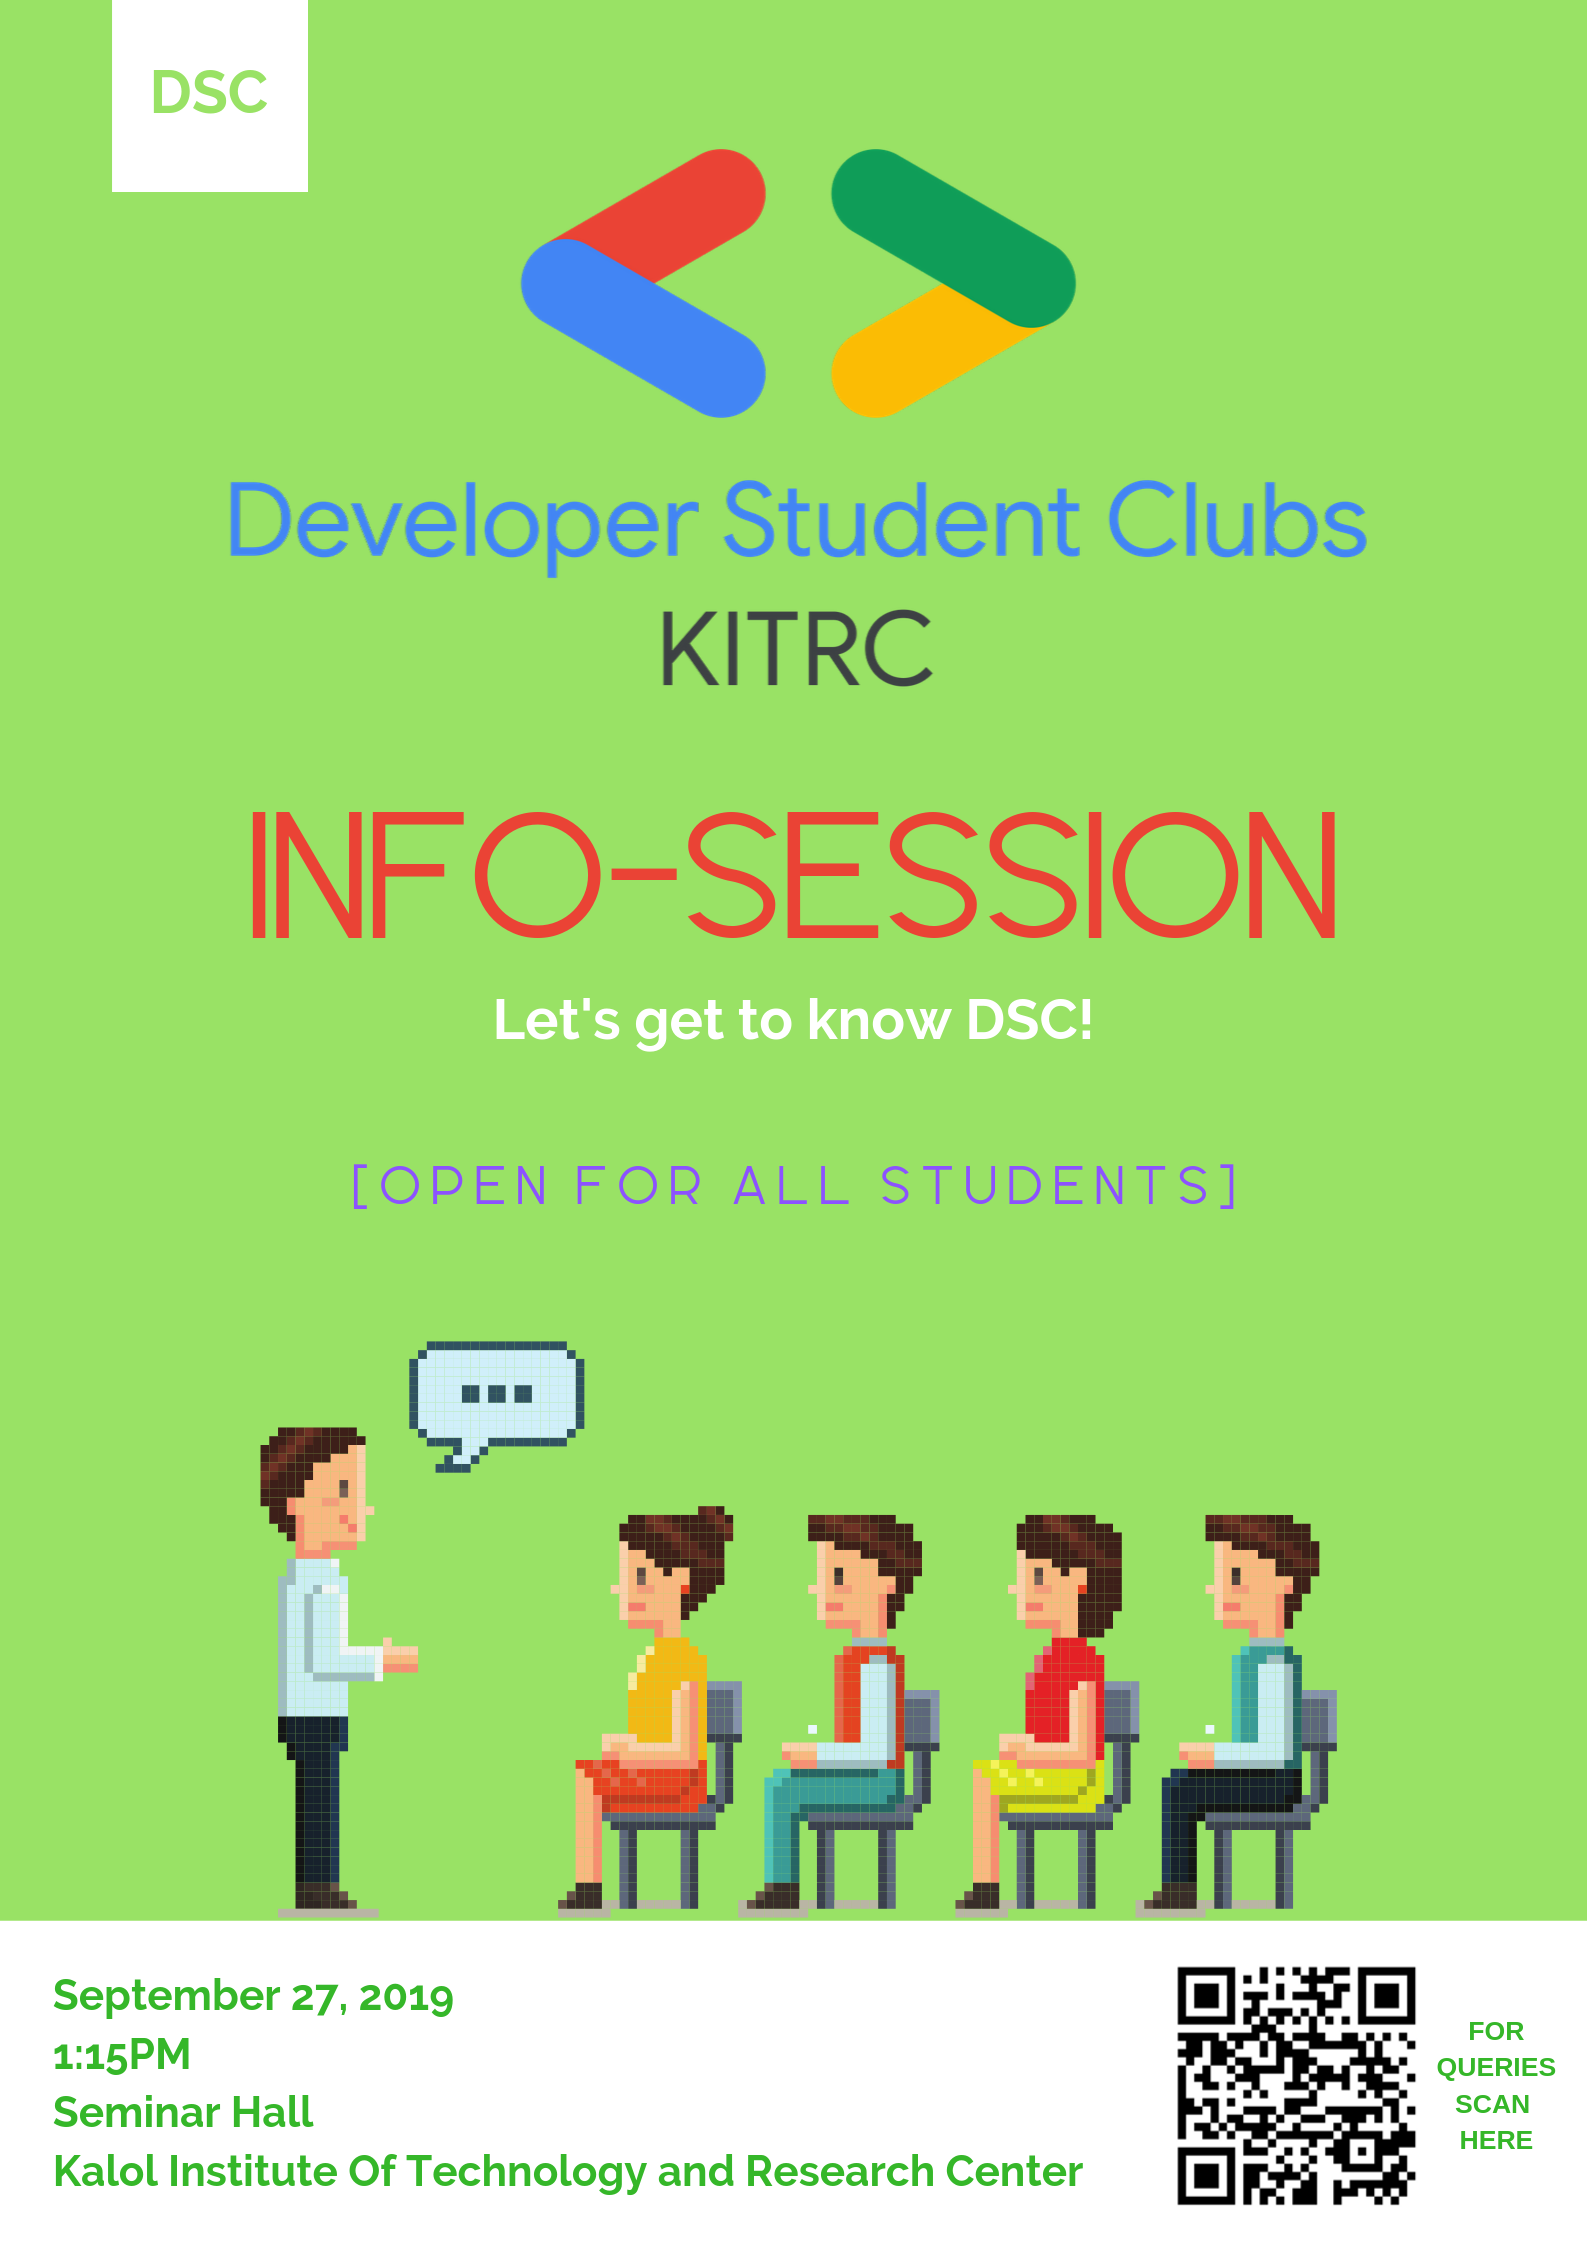 DSC
Developer Student Clubs
KITRC
INFO-SESSION
Let's get to know DSC!
[OPEN FOR ALL STUDENTS]
September 27, 2019
1:15PM
Seminar Hall
Kalol Institute Of Technology and Research Center
FOR
QUERIES
SCAN
HERE